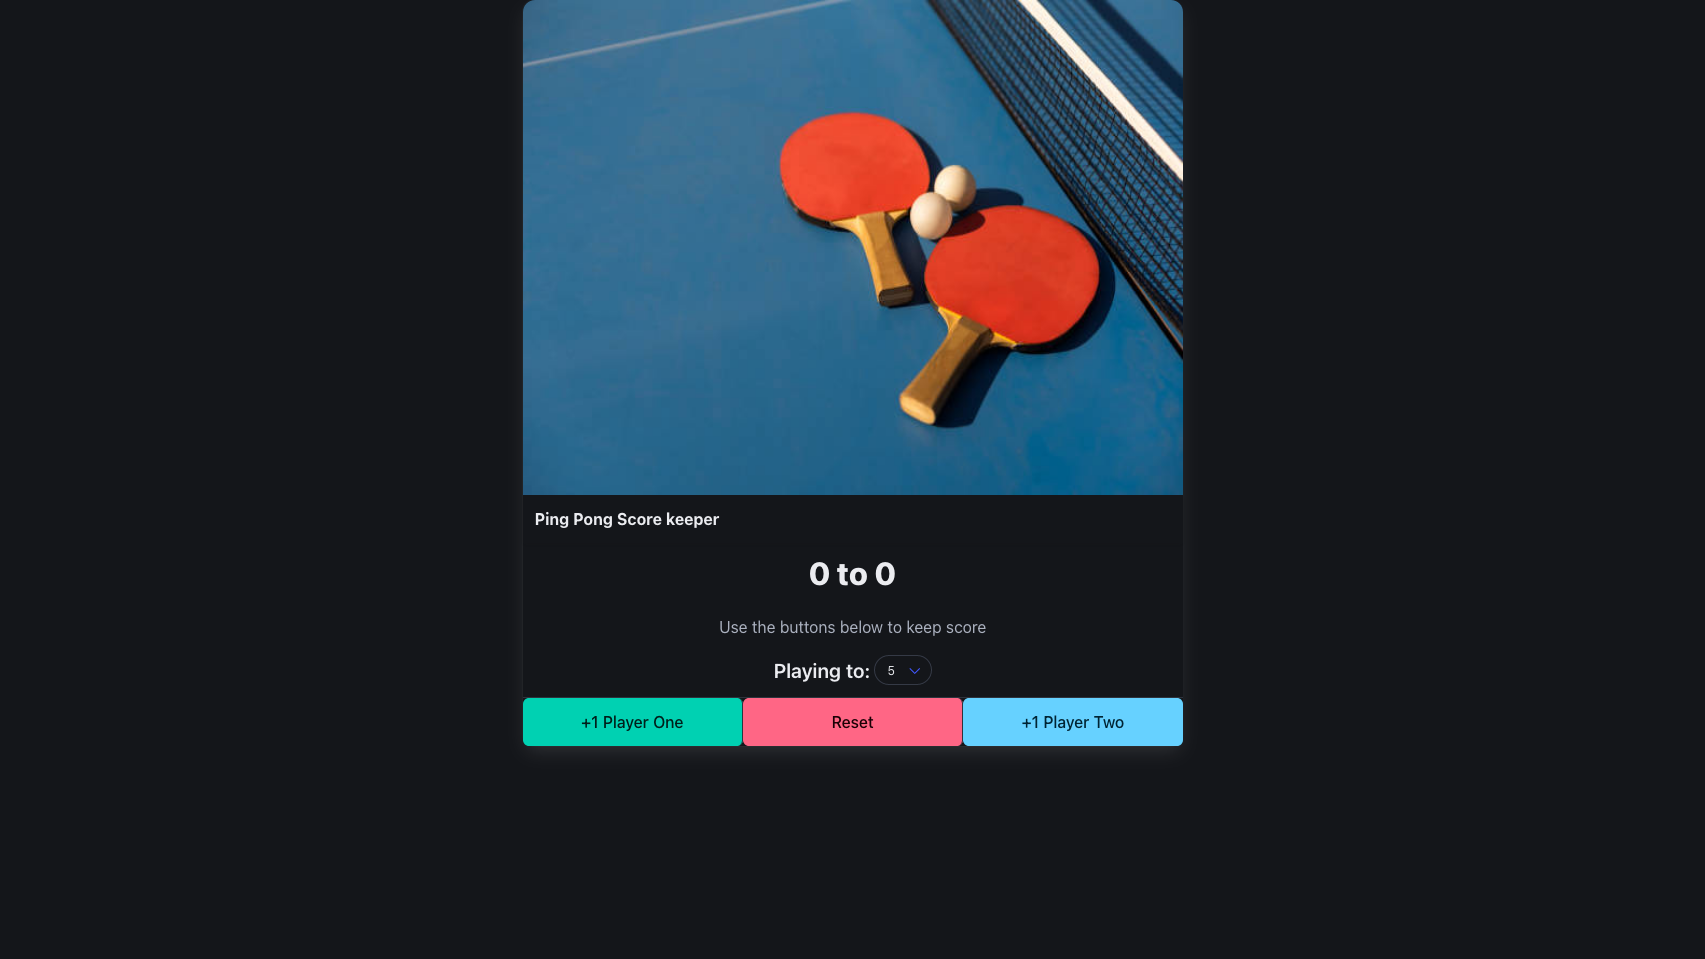 Ping Pong Score keeper
0 to 0
Use the buttons below to keep score
Playing to: 5
+1 Player One
Reset
+1 Player Two